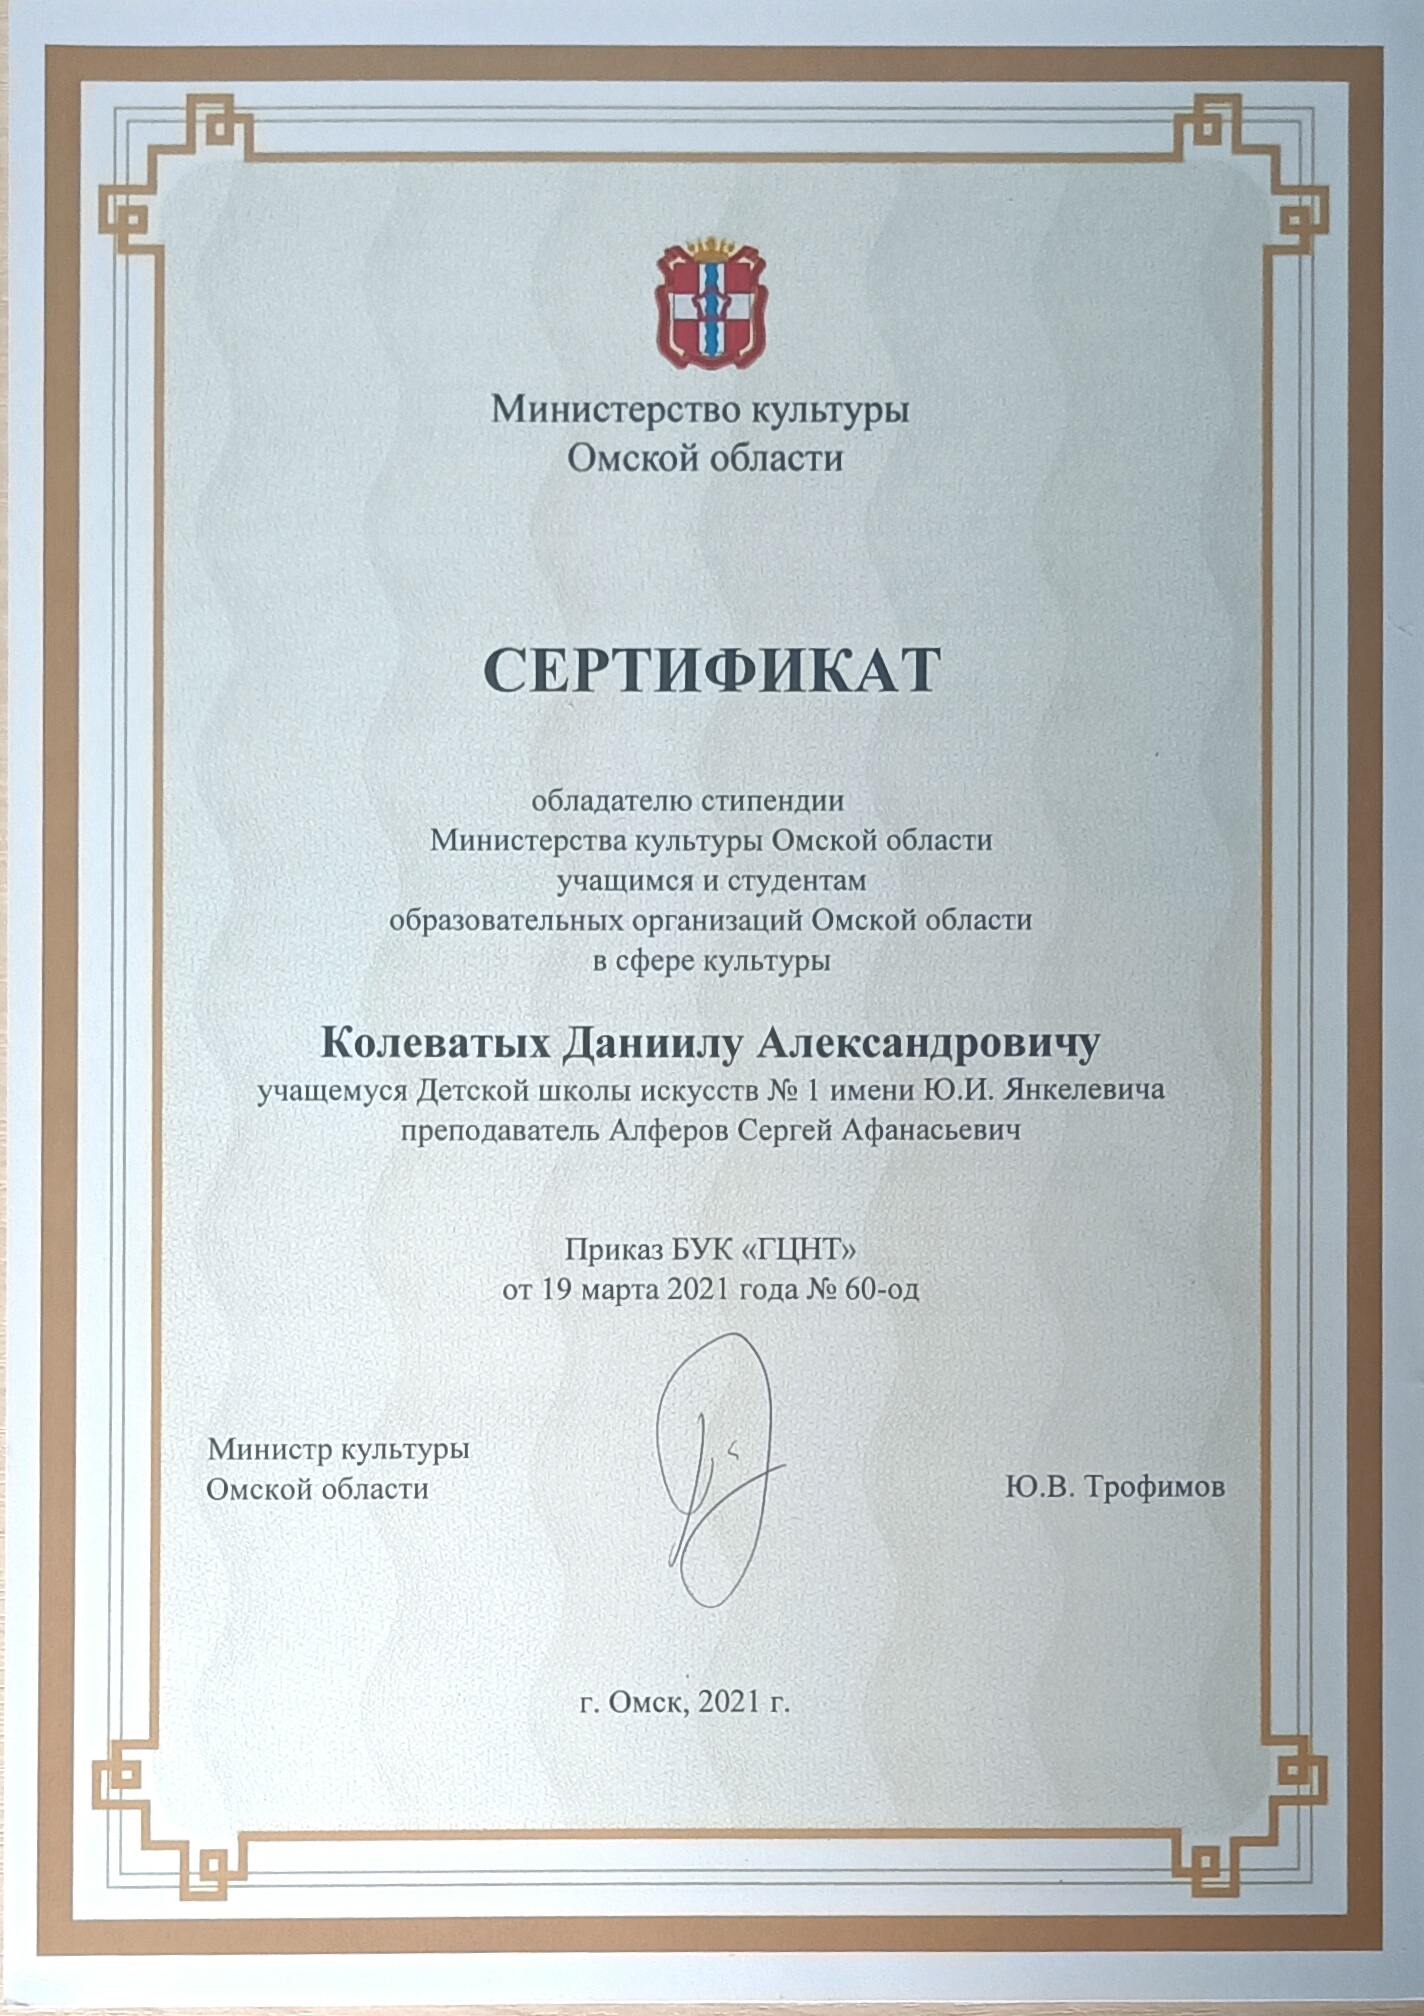 Министерство культуры
Омской области
СЕРТИФИКАТ
обладателю стипендии
Министерства культуры Омской области
учащимся и студентам
образовательных организаций Омской области
в сфере культуры
Колеватых Даниилу Александровичу
учащемуся Детской школы искусств № 1 имени Ю.И. Янкелевича
преподаватель Алферов Сергей Афанасьевич
Приказ БУК «ГЦНТ»
от 19 марта 2021 года № 60-од
Министр культуры
Омской области
Ю.В. Трофимов
г. Омск, 2021 г.